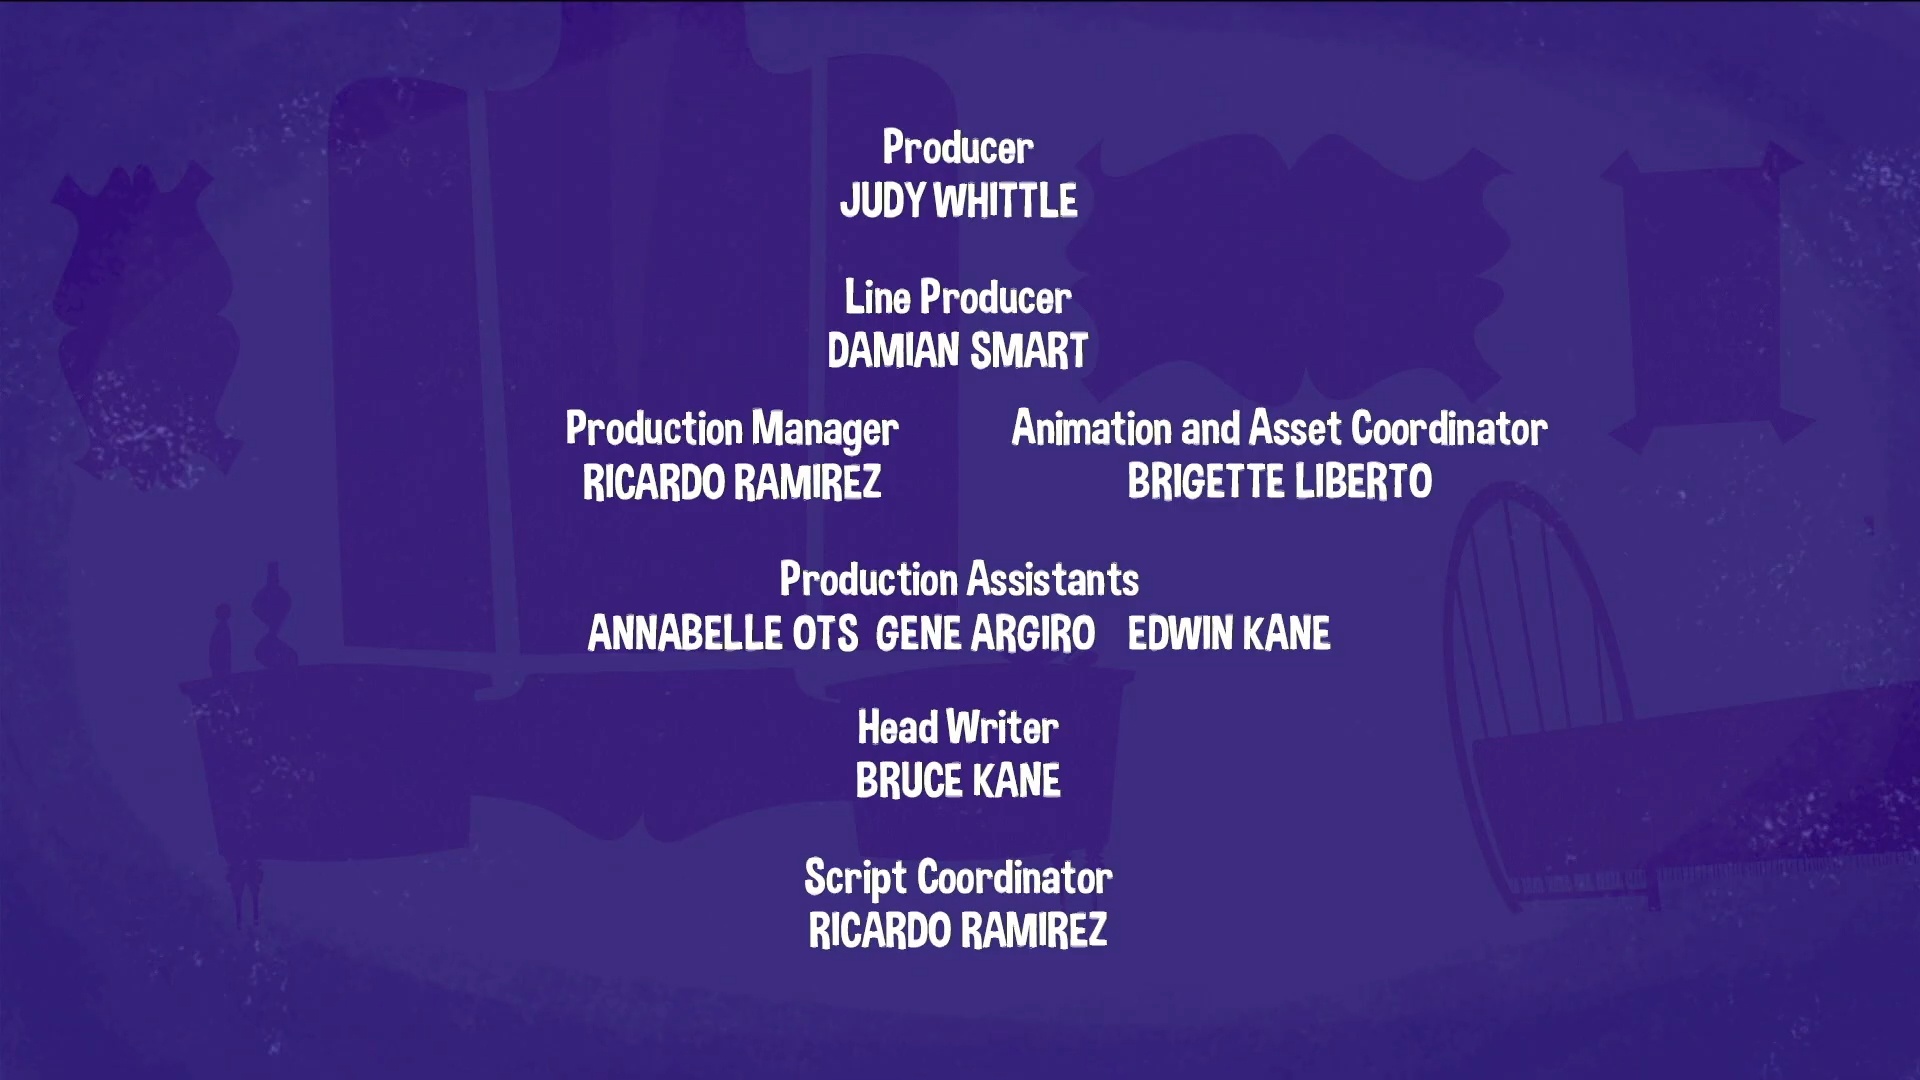 Producer
JUDY WHITTLE
Line Producer
DAMIAN SMART
Production Manager
RICARDO RAMIREZ
Animation and Asset Coordinator
BRIGETTE LIBERTO
Production Assistants
ANNABELLE OTS GENE ARGIRO EDWIN KANE
Head Writer
BRUCE KANE
Script Coordinator
RICARDO RAMIREZ